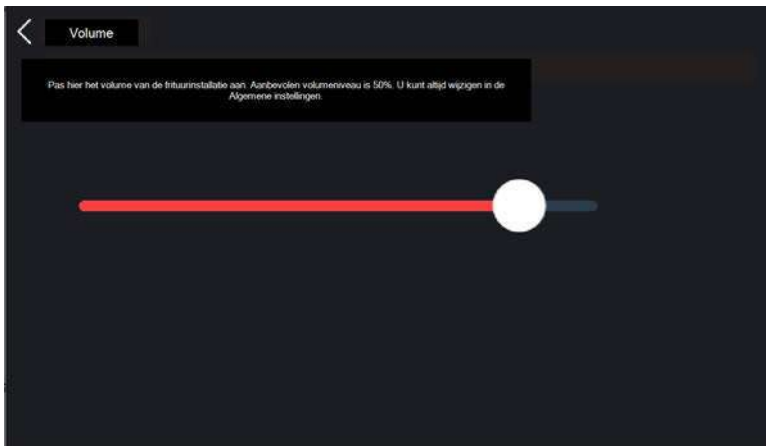 Volume
Pas hier het volume van de frituurinstallatie aan. Aanbevolen volumeniveau is 50%. U kunt altijd wijzigen in de
Algemene instellingen.